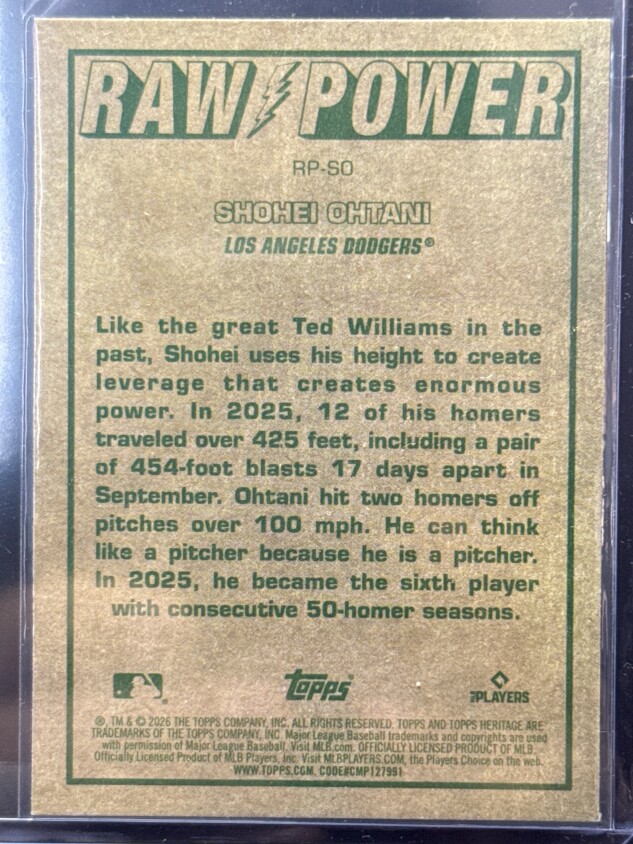 RAW POWER
RP-SO
SHOHEI OHTANI
LOS ANGELES DODGERS®
Like the great Ted Williams in the
past, Shohei uses his height to create
leverage that creates enormous
power. In 2025, 12 of his homers
traveled over 425 feet, including a pair
of 454-foot blasts 17 days apart in
September. Ohtani hit two homers off
pitches over 100 mph. He can think
like a pitcher because he is a pitcher.
In 2025, he became the sixth player
with consecutive 50-homer seasons.
topps® PLAYERS
®, TM & © 2026 THE TOPPS COMPANY, INC. ALL RIGHTS RESERVED. TOPPS AND TOPPS HERITAGE ARE
TRADEMARKS OF THE TOPPS COMPANY, INC. Major League Baseball trademarks and copyrights are used
with permission of Major League Baseball. Visit MLB.com. OFFICIALLY LICENSED PRODUCT OF MLB.
Officially Licensed Product of MLB Players, Inc. Visit MLBPLAYERS.COM, the Players Choice on the web.
WWW.TOPPS.COM. CODE#CMP127991